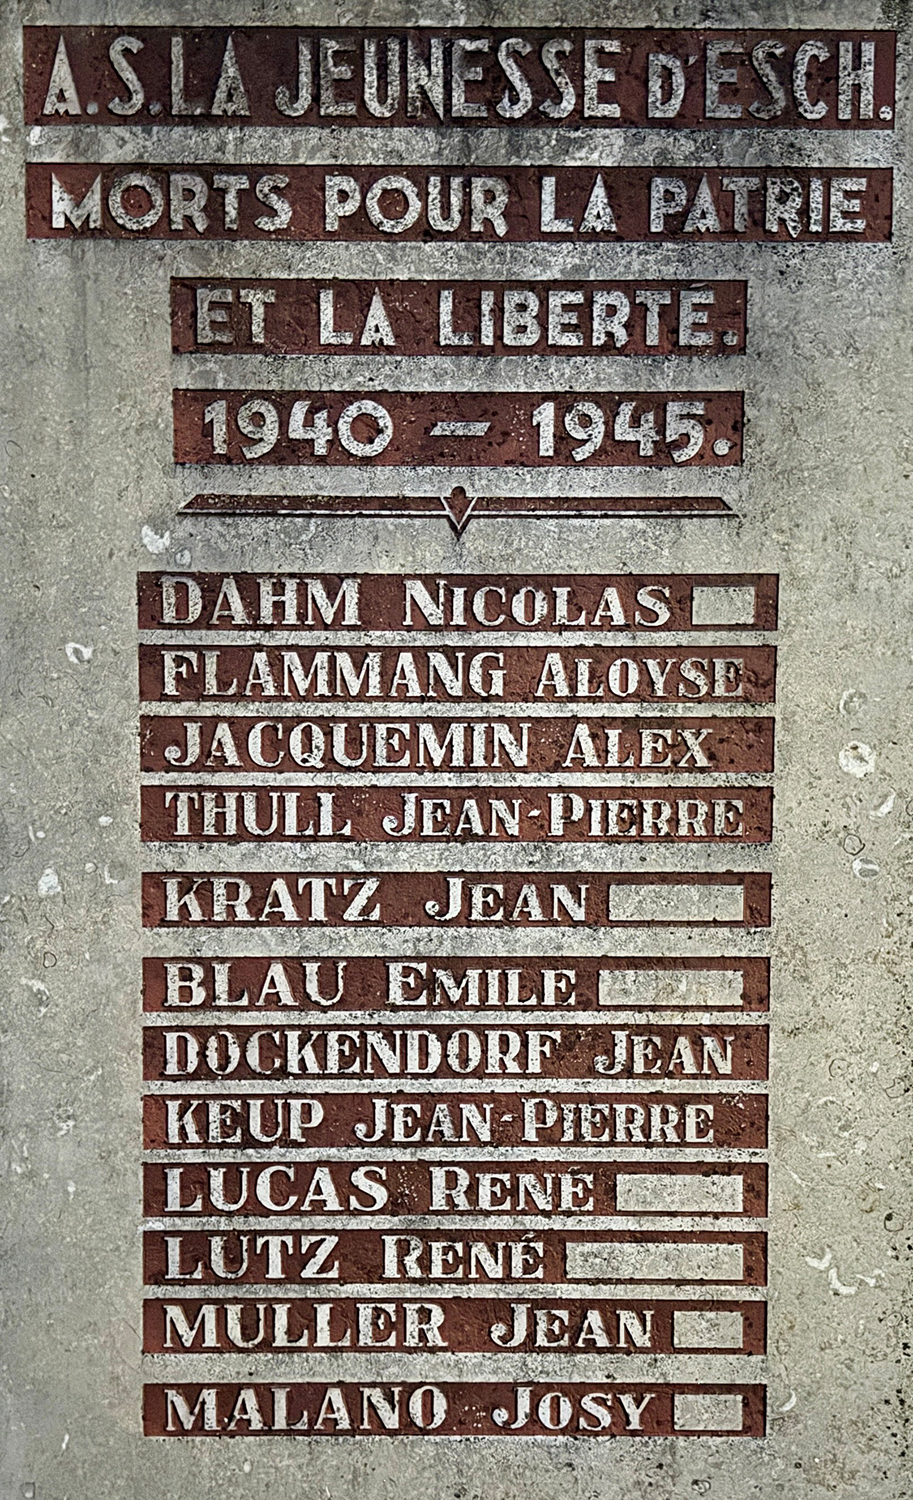 A.S. LA JEUNESSE D'ESCH.
MORTS POUR LA PATRIE
ET LA LIBERTÉ.
1940 — 1945.
DAHM NICOLAS
FLAMMANG ALOYSE
JACQUEMIN ALEX
THULL JEAN-PIERRE
KRATZ JEAN
BLAU EMILE
DOCKENDORF JEAN
KEUP JEAN-PIERRE
LUCAS RENÉ
LUTZ RENÉ
MULLER JEAN
MALANO JOSY